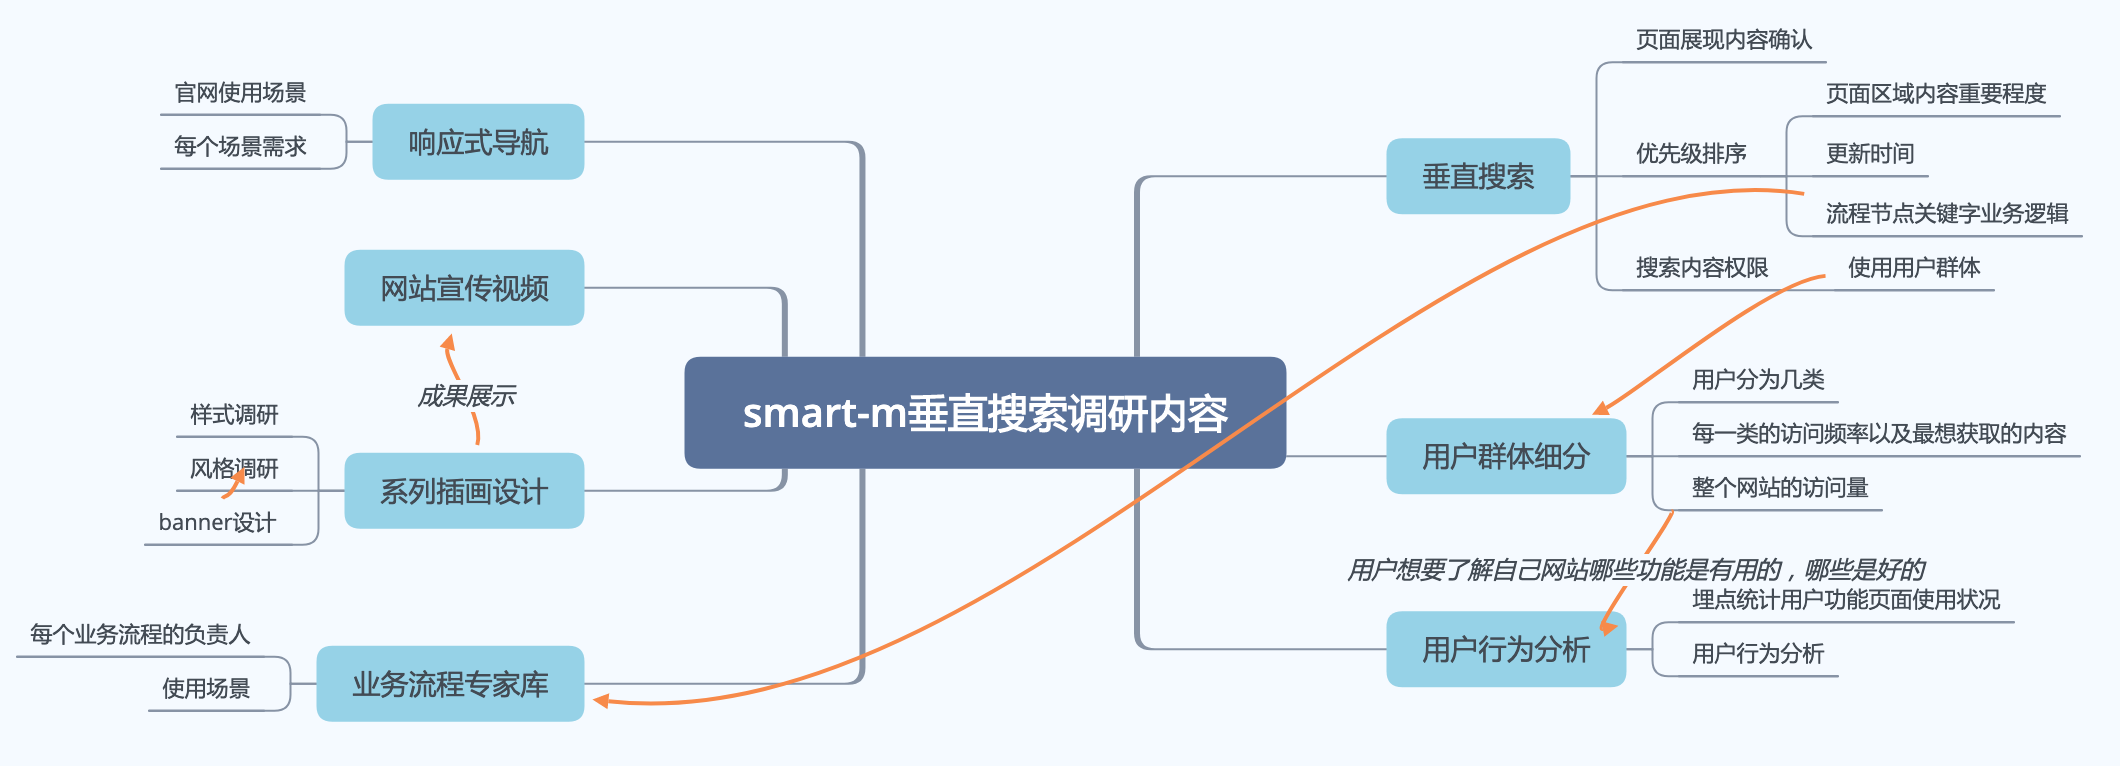 smart-m垂直搜索调研内容
垂直搜索
页面展现内容确认
优先级排序
页面区域内容重要程度
更新时间
流程节点关键字业务逻辑
搜索内容权限
使用用户群体
用户群体细分
用户分为几类
每一类的访问频率以及最想获取的内容
整个网站的访问量
用户想要了解自己网站哪些功能是有用的，哪些是好的
用户行为分析
埋点统计用户功能页面使用状况
用户行为分析
响应式导航
官网使用场景
每个场景需求
网站宣传视频
成果展示
系列插画设计
样式调研
风格调研
banner设计
业务流程专家库
每个业务流程的负责人
使用场景